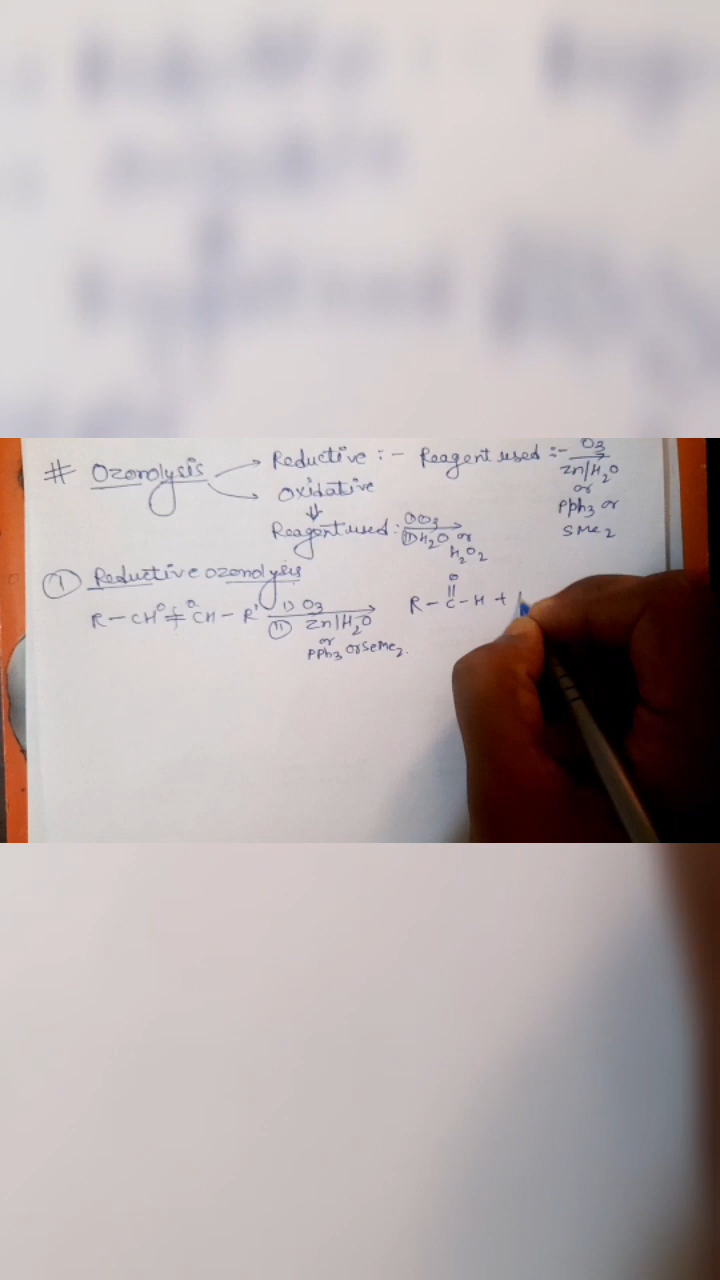 # Ozonolysis → Reductive :- Reagent used :- O3
Zn/H2O
or
PPh3 or
SMe2
→ Oxidative
⇓
Reagent used : i) O3
ii) H2O or
H2O2
① Reductive ozonolysis
R - CH = CH - R' i) O3
ii) Zn/H2O
or
PPh3 or SeMe2.
O
||
R - C - H +